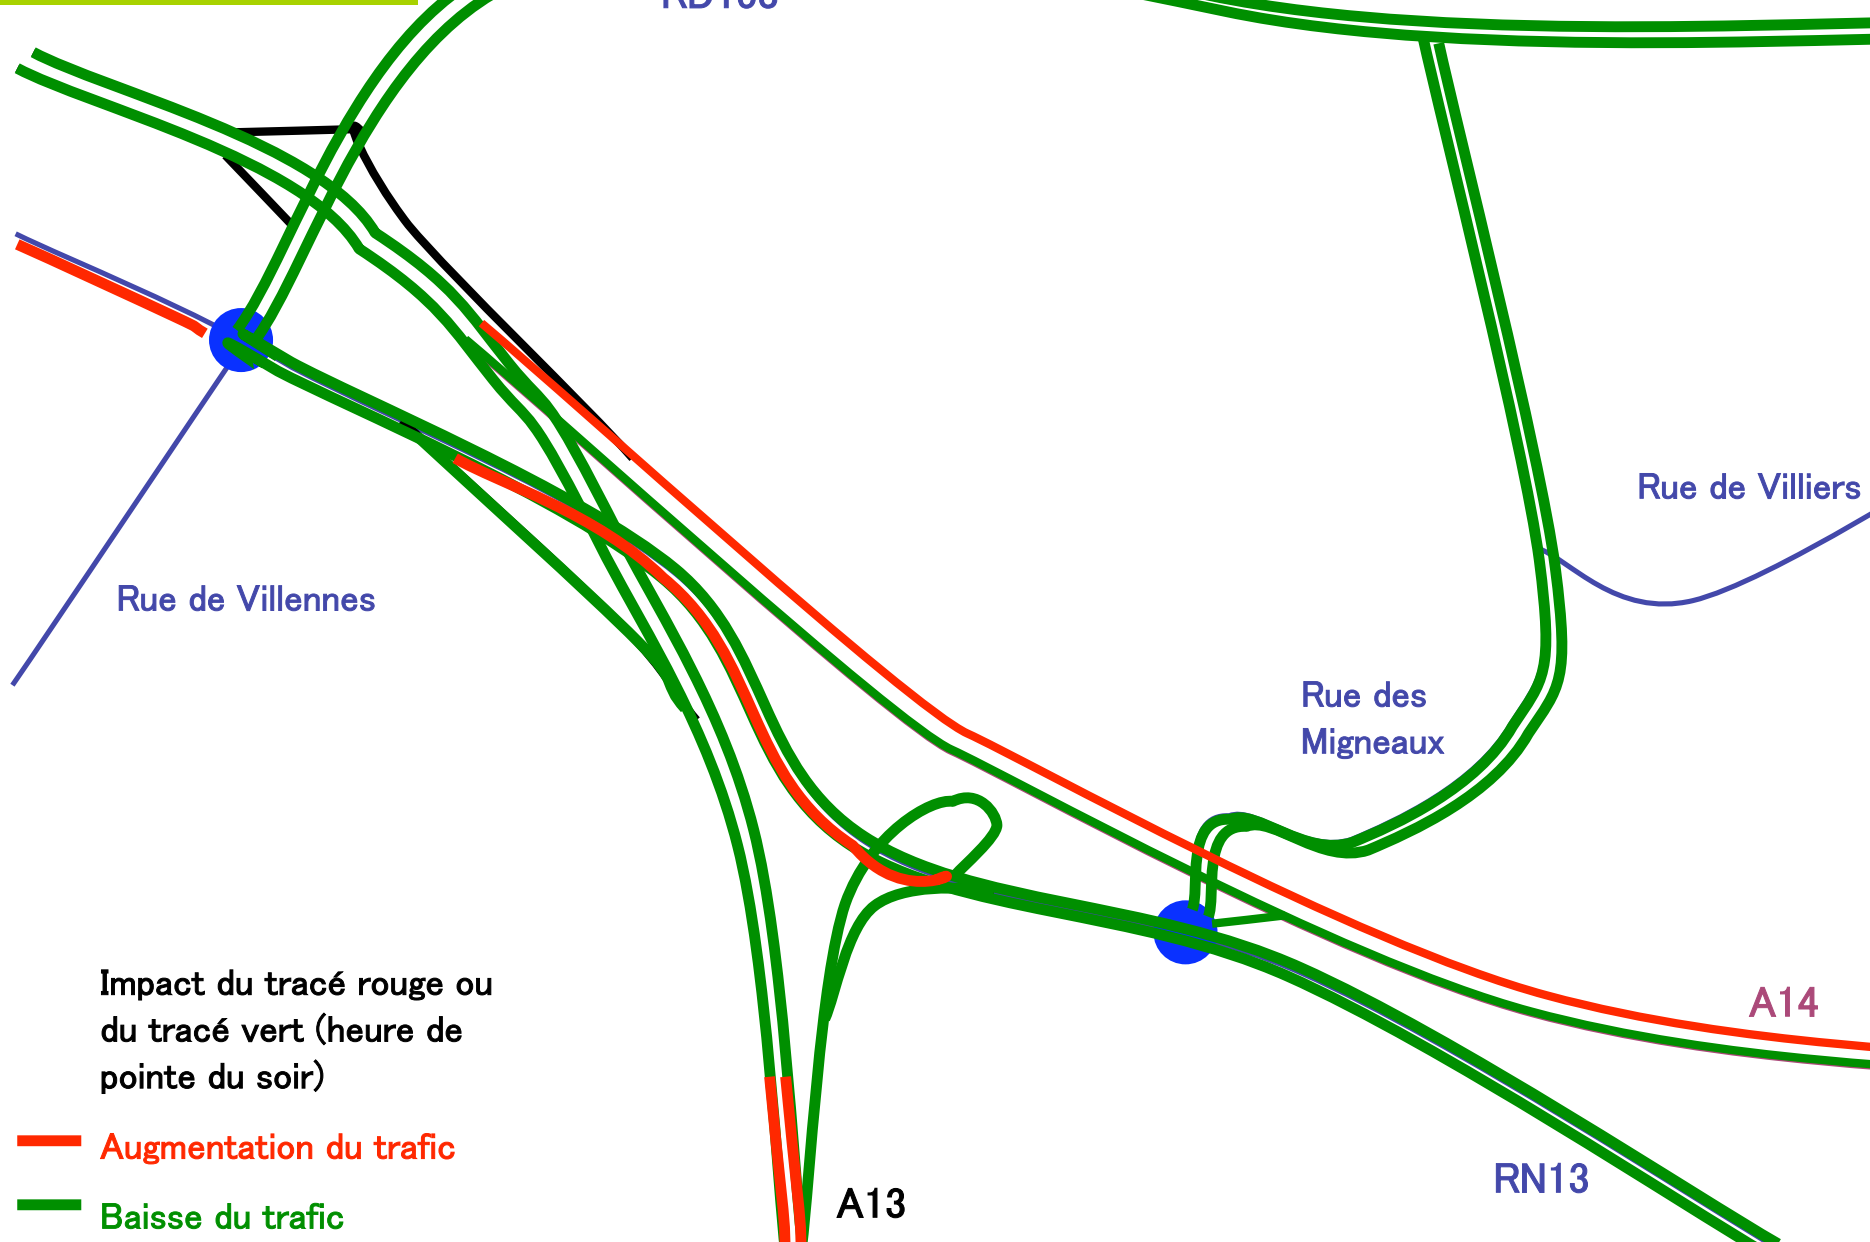 Rue de Villiers
Rue de Villennes
Rue des
Migneaux
Impact du tracé rouge ou
du tracé vert (heure de
pointe du soir)
A14
Augmentation du trafic
RN13
A13
Baisse du trafic